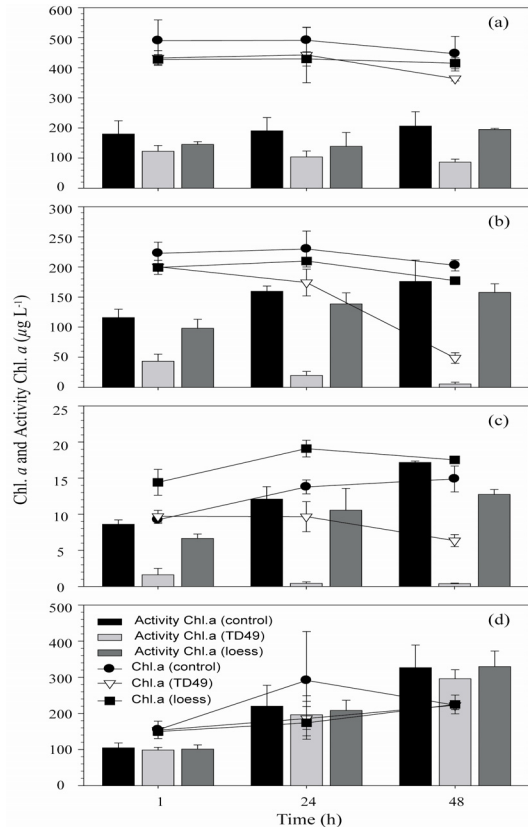 Chl. a and Activity Chl. a (µg L-1)
(a)
600
500
400
300
200
100
0
(b)
300
250
200
150
100
50
0
(c)
25
20
15
10
5
0
(d)
500
400
300
200
100
0
Activity Chl.a (control)
Activity Chl.a (TD49)
Activity Chl.a (loess)
Chl.a (control)
Chl.a (TD49)
Chl.a (loess)
1 24 48
Time (h)